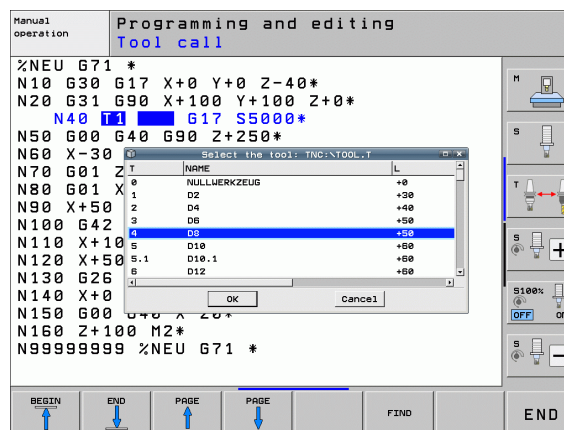 Manual operation
Programming and editing
Tool call
%NEU G71 *
N10 G30 G17 X+0 Y+0 Z-40*
N20 G31 G90 X+100 Y+100 Z+0*
N40 T1 G17 S5000*
N50 G00 G40 G90 Z+250*
N60 X-30
N70 G01 Z
N80 G01 X
N90 X+50
N100 G42
N110 X+10
N120 X+50
N130 G26
N140 X+0
N150 G00 G40 X
N160 Z+100 M2*
N99999999 %NEU G71 *
Select the tool: TNC:\TOOL.T
T NAME L
0 NULLWERKZEUG +0
1 D2 +30
2 D4 +40
3 D6 +50
4 D8 +50
5 D10 +60
5.1 D10.1 +60
6 D12 +60
OK Cancel
M
S
T
S
S100%
OFF ON
S
BEGIN END PAGE PAGE FIND END